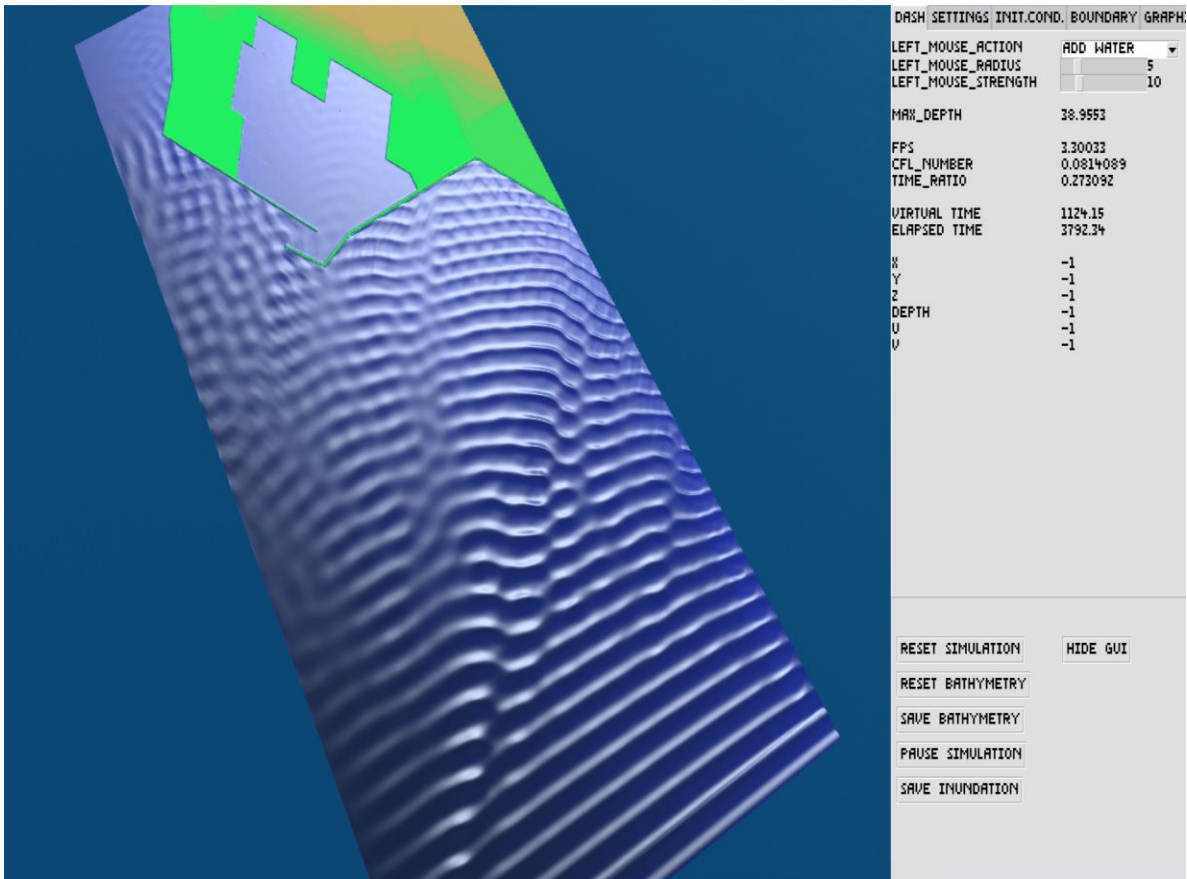 DASH SETTINGS INIT.COND. BOUNDARY GRAPHI
LEFT_MOUSE_ACTION ADD WATER
LEFT_MOUSE_RADIUS 5
LEFT_MOUSE_STRENGTH 10
MAX_DEPTH 38.9553
FPS 3.30033
CFL_NUMBER 0.0814089
TIME_RATIO 0.273092
VIRTUAL TIME 1124.15
ELAPSED TIME 3792.34
X -1
Y -1
Z -1
DEPTH -1
U -1
V -1
RESET SIMULATION HIDE GUI
RESET BATHYMETRY
SAVE BATHYMETRY
PAUSE SIMULATION
SAVE INUNDATION